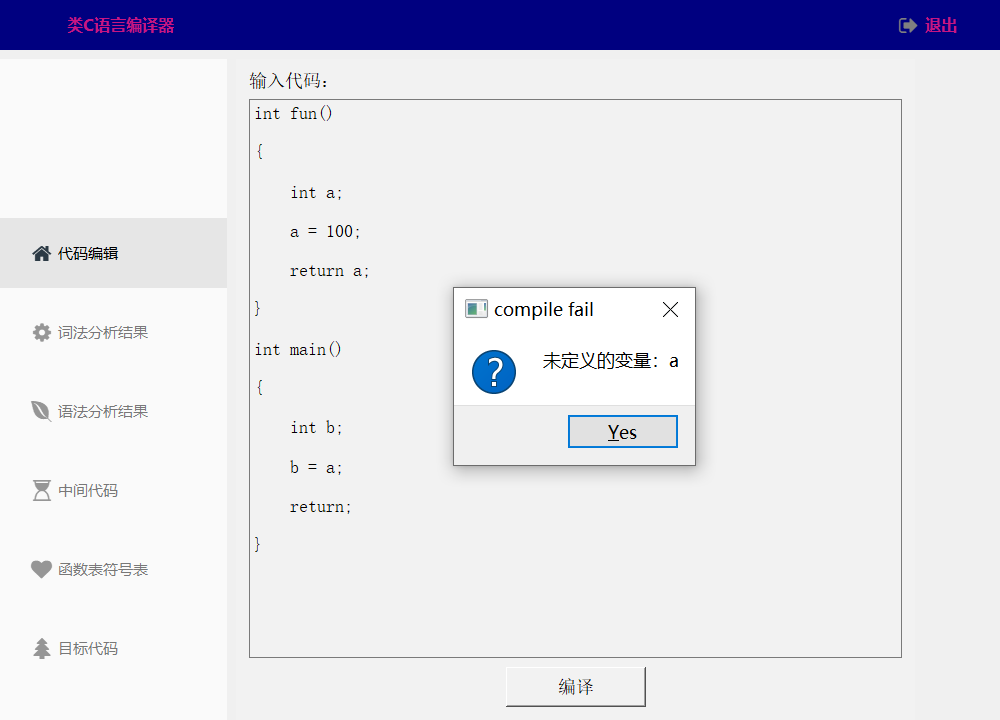 类C语言编译器
退出
代码编辑
词法分析结果
语法分析结果
中间代码
函数表符号表
目标代码
输入代码：
int fun()
{
    int a;
    a = 100;
    return a;
}
int main()
{
    int b;
    b = a;
    return;
}
compile fail
未定义的变量：a
Yes
编译